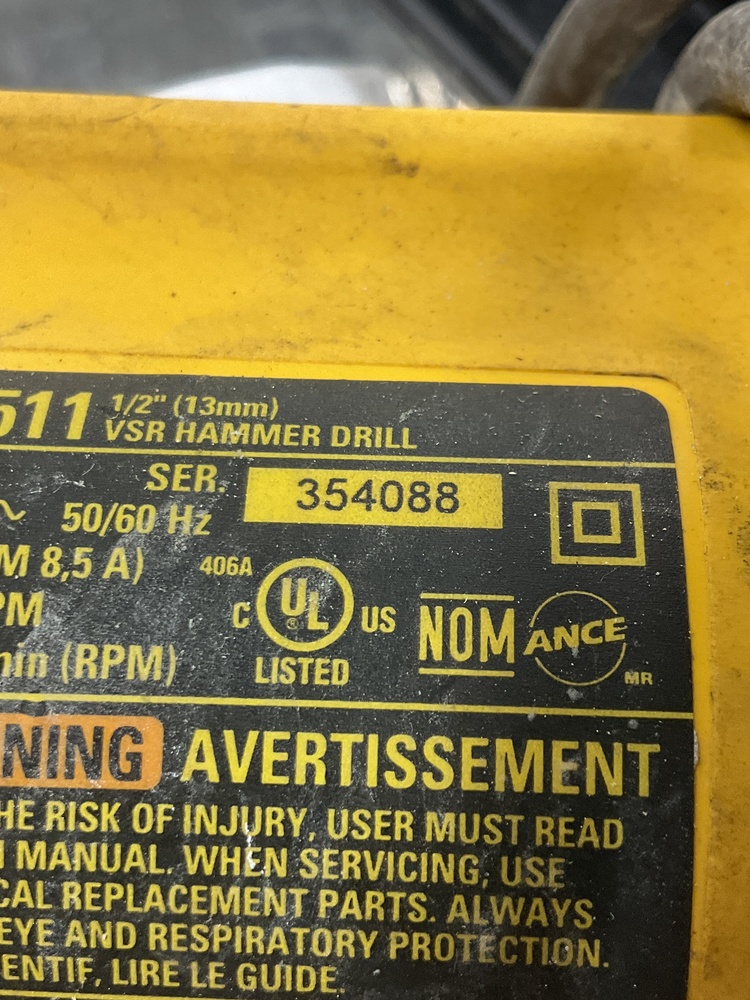 511 1/2" (13mm)
VSR HAMMER DRILL
SER. 354088
~ 50/60 Hz
M 8,5 A)
406A
PM
C UL ® US
LISTED
NOM ANCE
MR
min (RPM)
NING AVERTISSEMENT
HE RISK OF INJURY, USER MUST READ
MANUAL. WHEN SERVICING, USE
CAL REPLACEMENT PARTS. ALWAYS
EYE AND RESPIRATORY PROTECTION.
ENTIF, LIRE LE GUIDE.